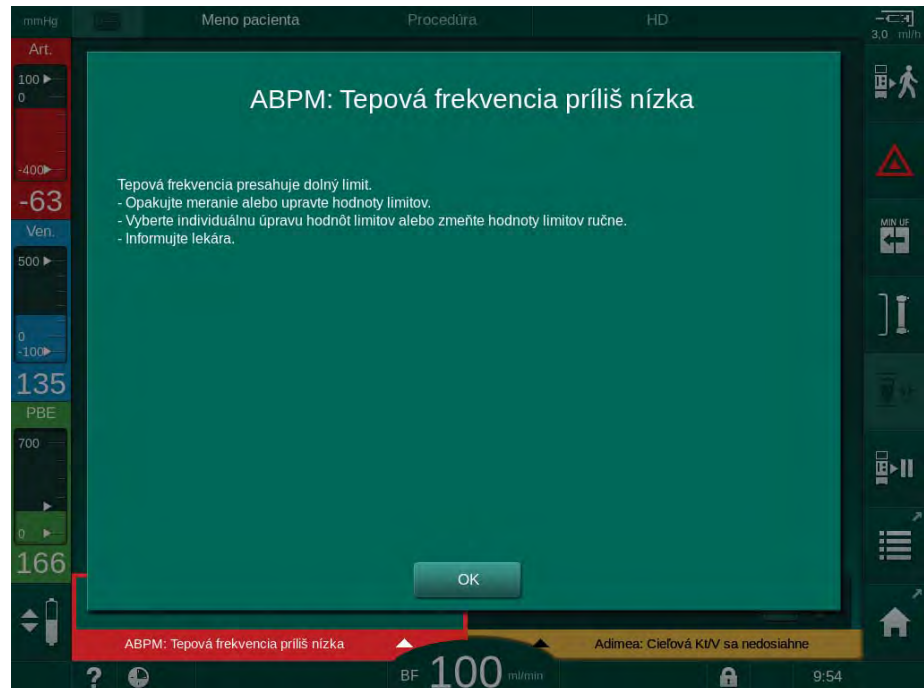 mmHg
Meno pacienta
Procedúra
HD
3,0 ml/h
Art.
100
0
-400
-63
Ven.
500
0
-100
135
PBE
700
0
166
ABPM: Tepová frekvencia príliš nízka
Tepová frekvencia presahuje dolný limit.
- Opakujte meranie alebo upravte hodnoty limitov.
- Vyberte individuálnu úpravu hodnôt limitov alebo zmeňte hodnoty limitov ručne.
- Informujte lekára.
OK
MIN UF
ABPM: Tepová frekvencia príliš nízka
Adimea: Cieľová Kt/V sa nedosiahne
?
BF 100 ml/min
9:54